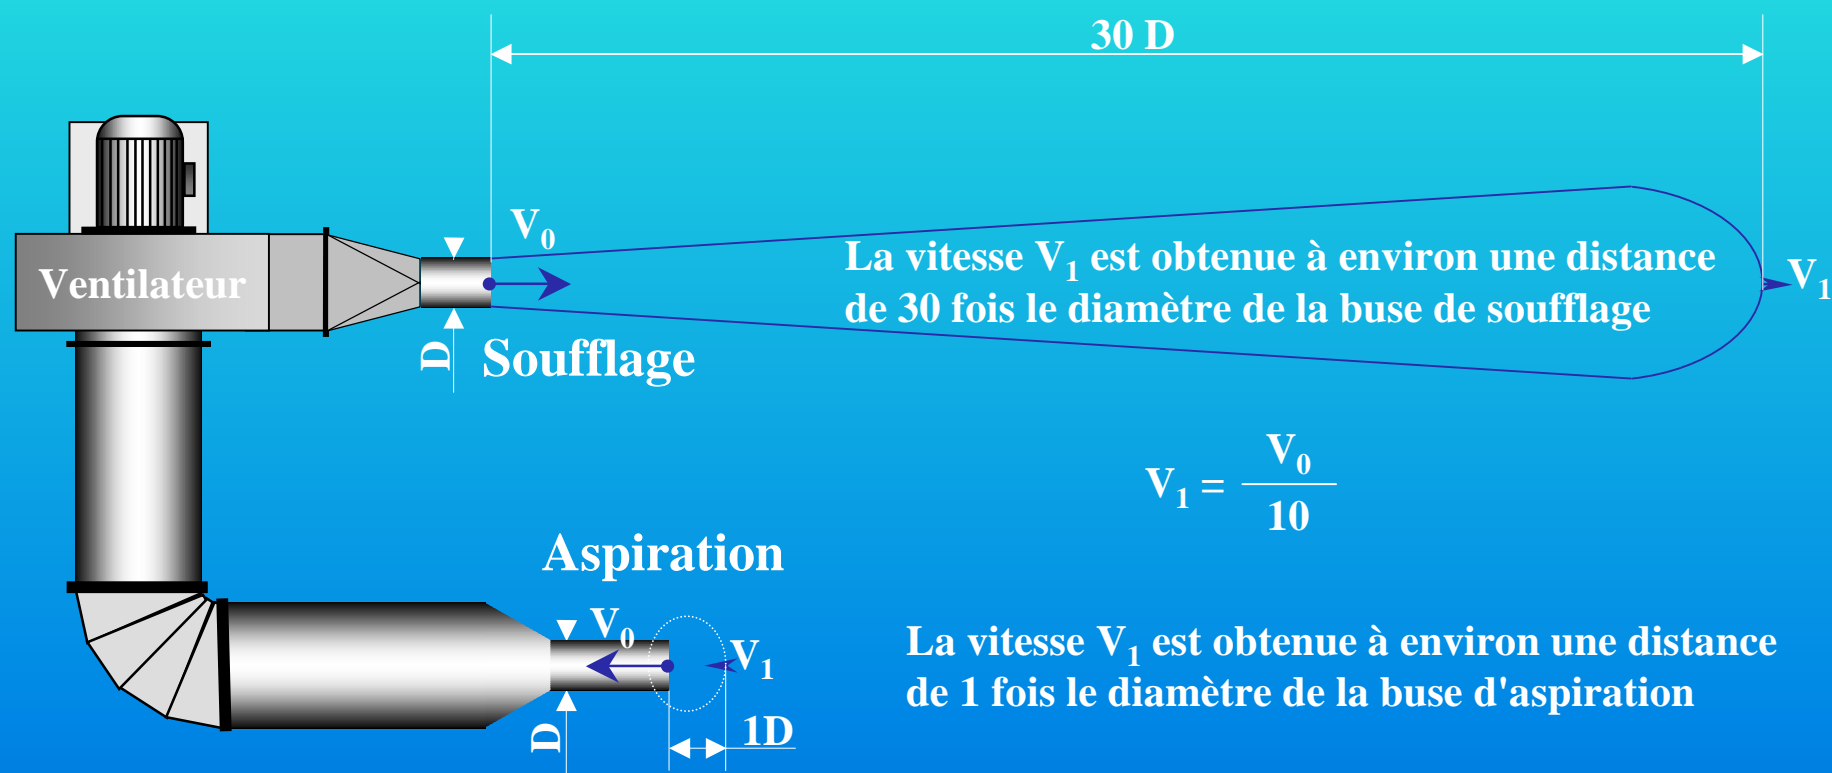 30 D
V0
Ventilateur
La vitesse V1 est obtenue à environ une distance
de 30 fois le diamètre de la buse de soufflage
V1
D
Soufflage
V1 = V0 / 10
Aspiration
V0
V1
D
1D
La vitesse V1 est obtenue à environ une distance
de 1 fois le diamètre de la buse d'aspiration